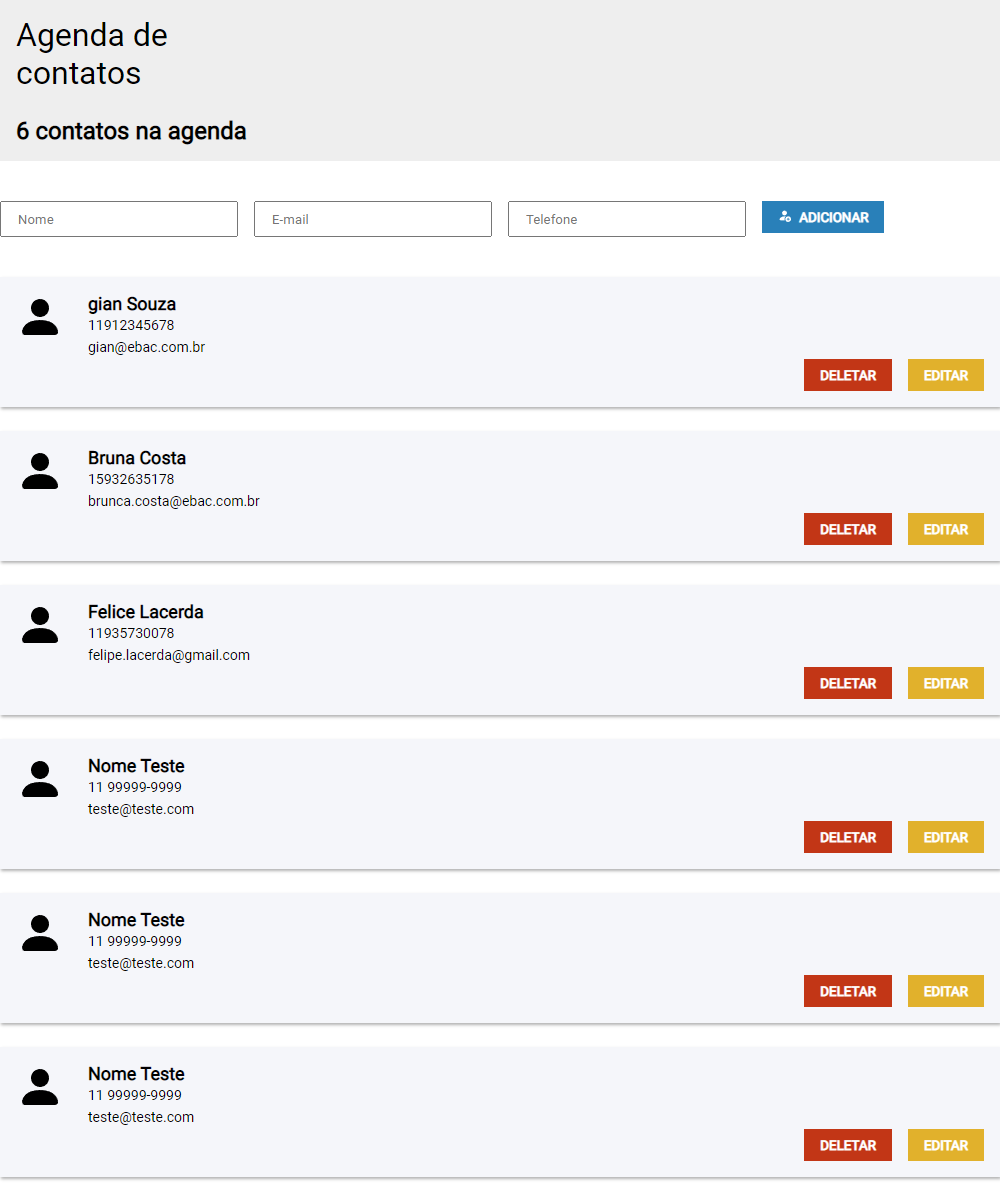 Agenda de
contatos
6 contatos na agenda
Nome E-mail Telefone ADICIONAR
gian Souza
11912345678
gian@ebac.com.br
DELETAR EDITAR
Bruna Costa
15932635178
brunca.costa@ebac.com.br
DELETAR EDITAR
Felice Lacerda
11935730078
felipe.lacerda@gmail.com
DELETAR EDITAR
Nome Teste
11 99999-9999
teste@teste.com
DELETAR EDITAR
Nome Teste
11 99999-9999
teste@teste.com
DELETAR EDITAR
Nome Teste
11 99999-9999
teste@teste.com
DELETAR EDITAR